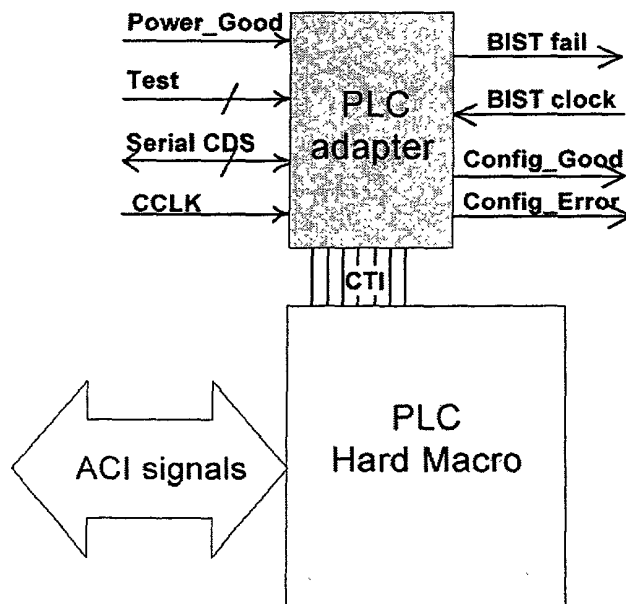 Power_Good
Test
Serial CDS
CCLK
PLC
adapter
BIST fail
BIST clock
Config_Good
Config_Error
CTI
PLC
Hard Macro
ACI signals